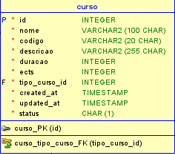 curso
P * id INTEGER
* nome VARCHAR2 (100 CHAR)
* codigo VARCHAR2 (20 CHAR)
* descricao VARCHAR2 (255 CHAR)
* duracao INTEGER
* ects INTEGER
F * tipo_curso_id INTEGER
* created_at TIMESTAMP
* updated_at TIMESTAMP
* status CHAR (1)
curso_PK (id)
curso_tipo_curso_FK (tipo_curso_id)